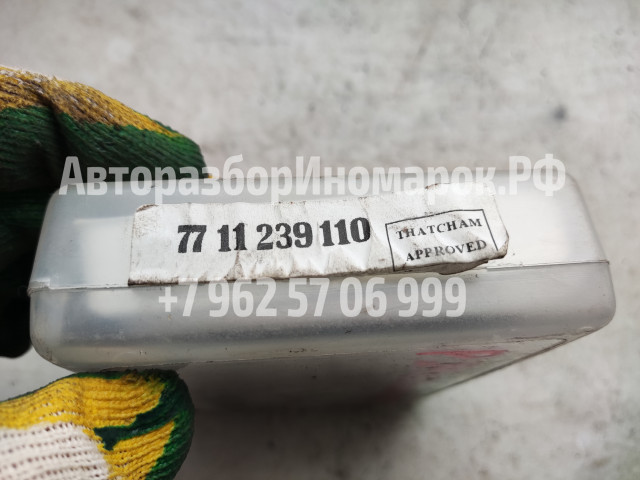 АвторазборИномарок.РФ
77 11 239 110
THATCHAM
APPROVED
+7 962 57 06 999